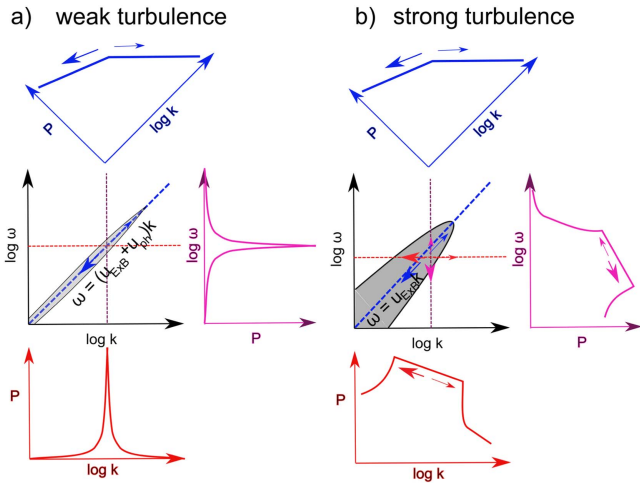 a) weak turbulence
P
log k
log ω
ω = (u_ExB + u_ph)k
log k
log ω
P
P
log k
b) strong turbulence
P
log k
log ω
ω = u_ExB k
log k
log ω
P
P
log k